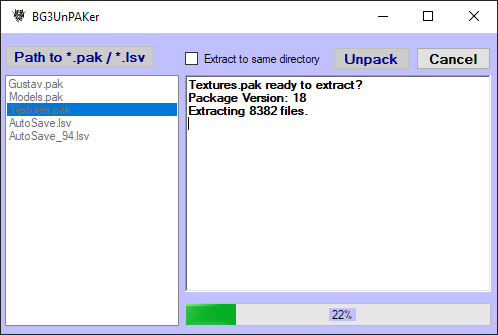 BG3UnPAKer
Path to *.pak / *.lsv
Extract to same directory
Unpack
Cancel
Gustav.pak
Models.pak
Textures.pak
AutoSave.lsv
AutoSave_94.lsv
Textures.pak ready to extract?
Package Version: 18
Extracting 8382 files.
22%